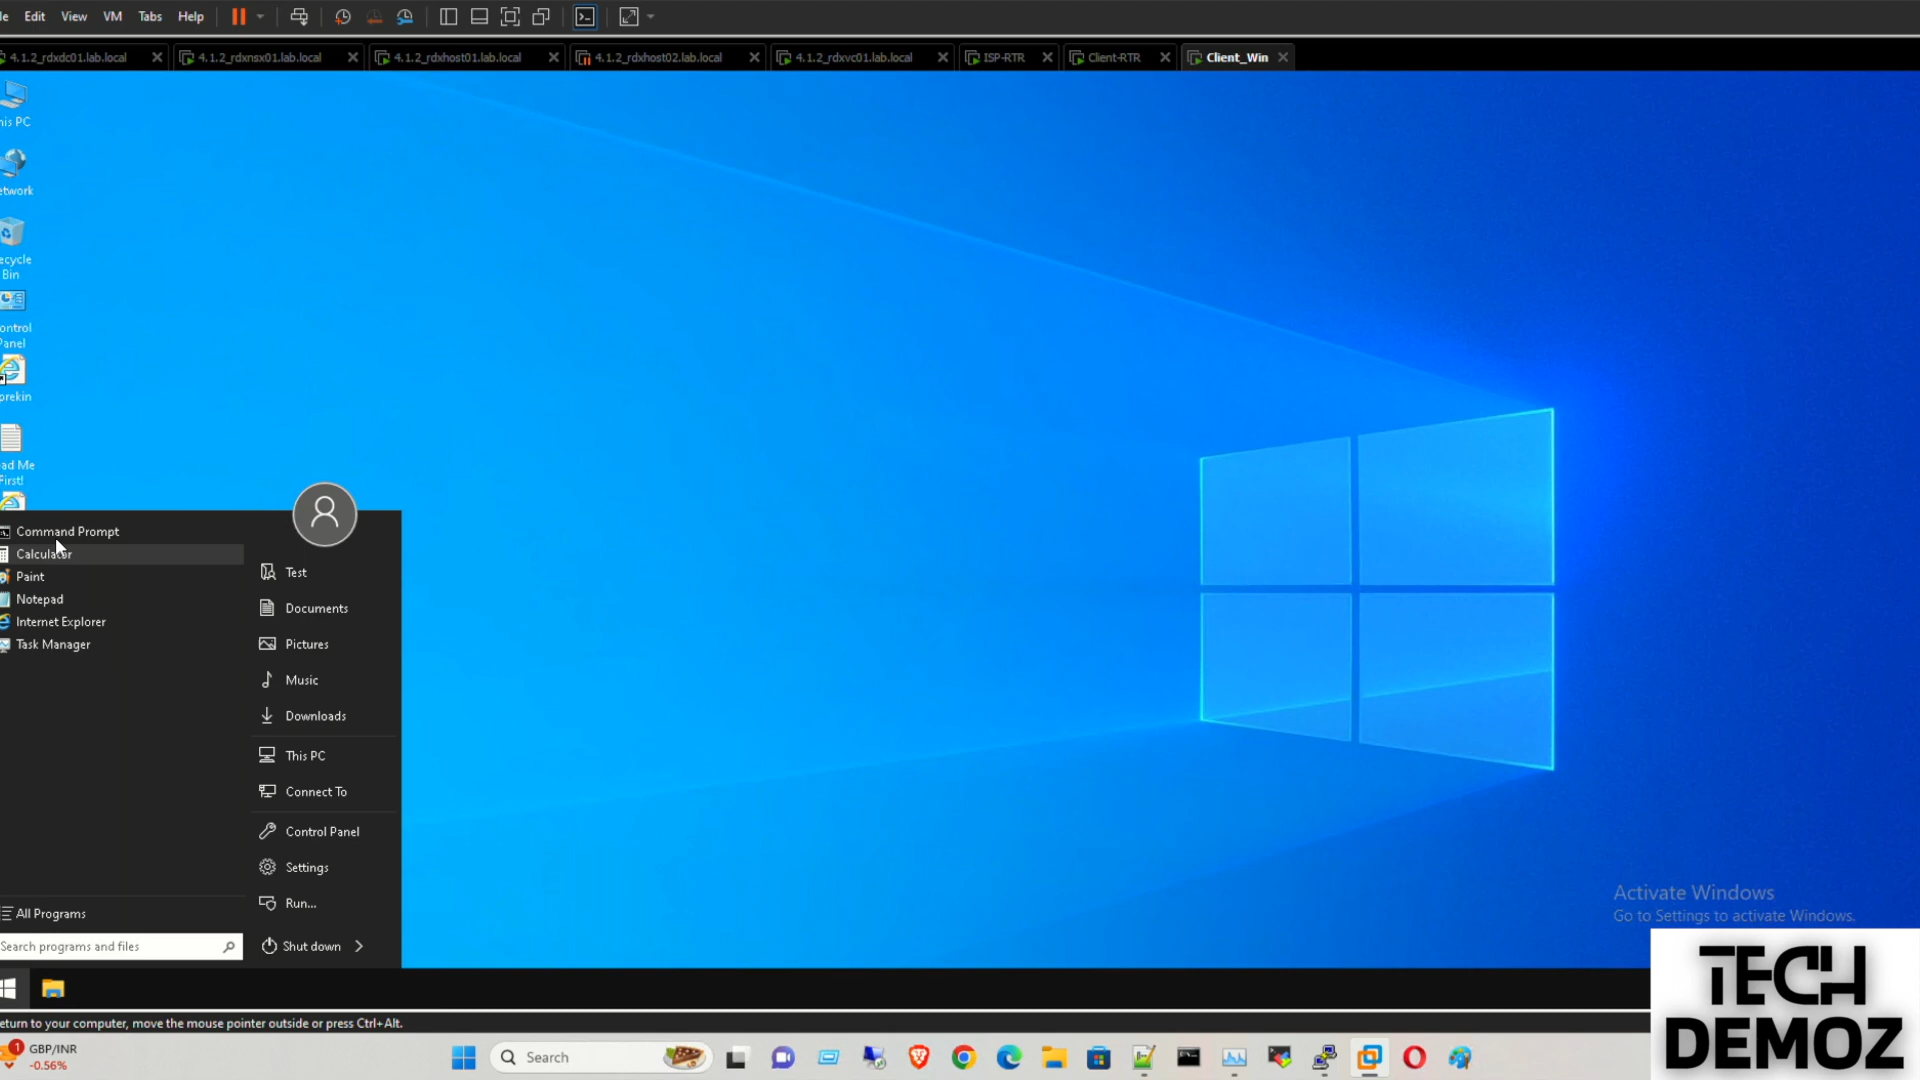 le Edit View VM Tabs Help
4.1.2_rdxdc01.lab.local 4.1.2_rdxnsx01.lab.local 4.1.2_rdxhost01.lab.local 4.1.2_rdxhost02.lab.local 4.1.2_rdxvc01.lab.local ISP-RTR Client-RTR Client_Win
his PC
etwork
ecycle
Bin
ontrol
Panel
orekin
ad Me
First!
Command Prompt
Calculator
Paint
Notepad
Internet Explorer
Task Manager
All Programs
Search programs and files
Test
Documents
Pictures
Music
Downloads
This PC
Connect To
Control Panel
Settings
Run...
Shut down
Activate Windows
Go to Settings to activate Windows.
TECH
DEMOZ
eturn to your computer, move the mouse pointer outside or press Ctrl+Alt.
1
GBP/INR
-0.56%
Search